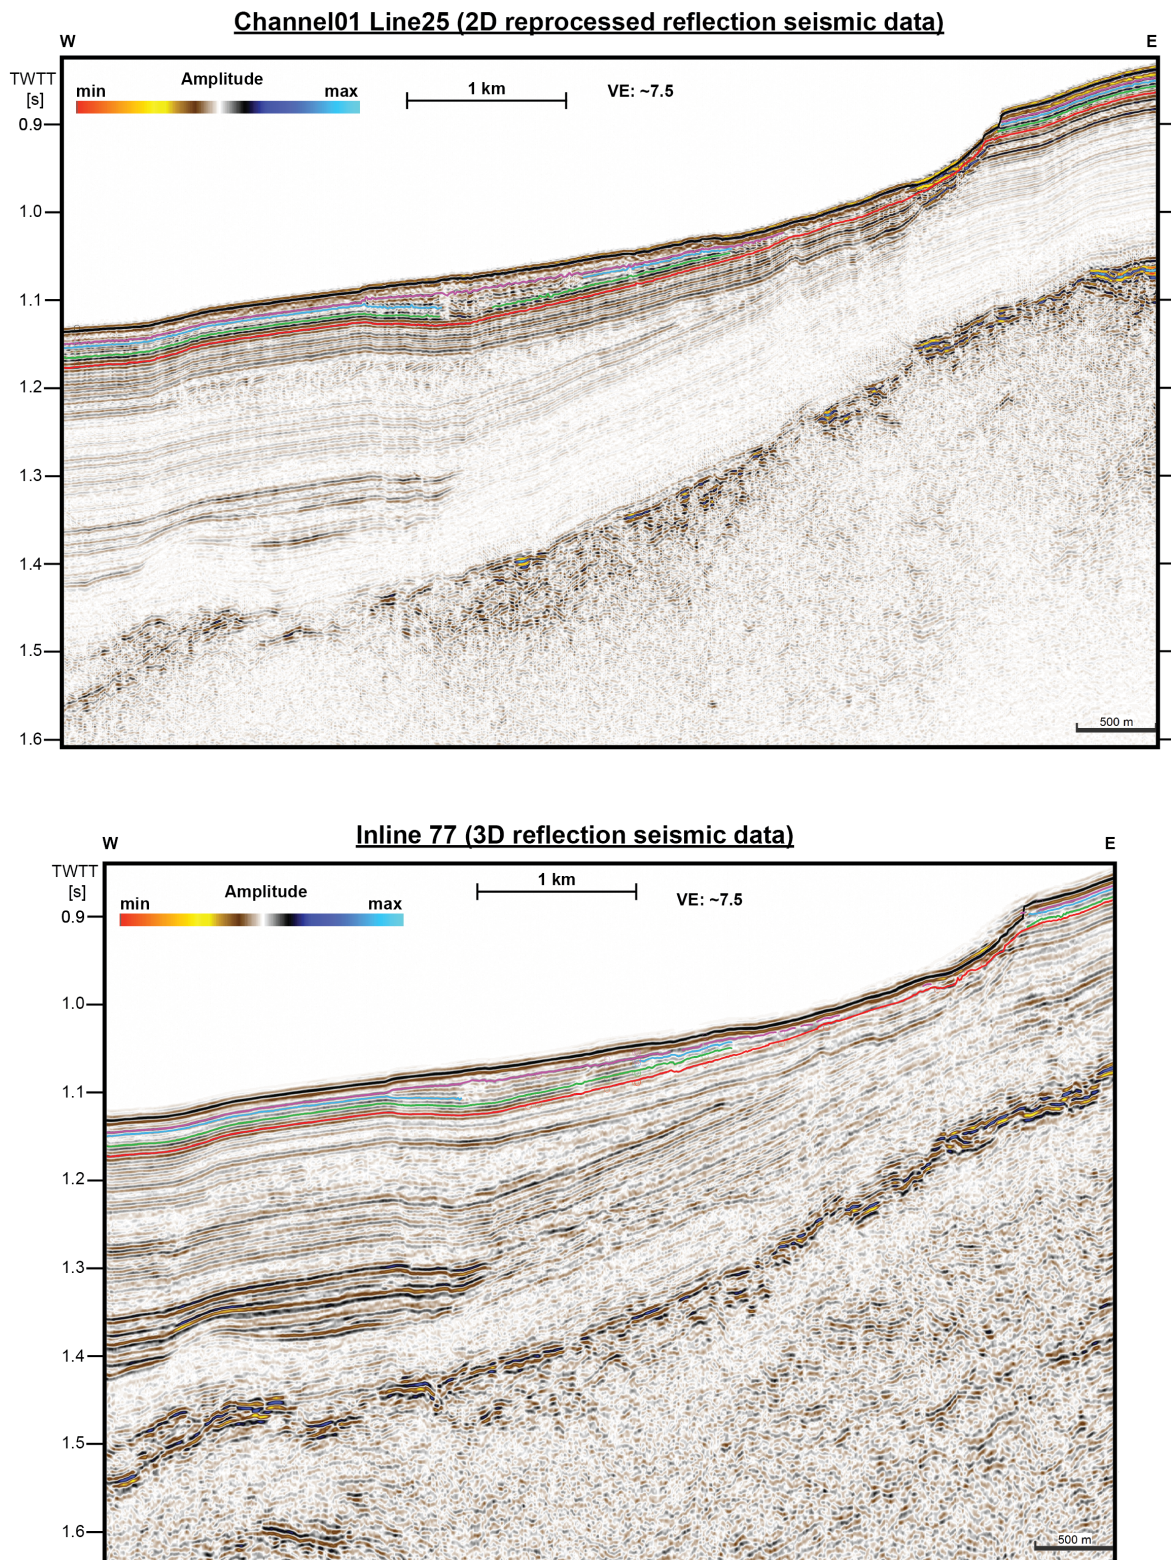 Channel01 Line25 (2D reprocessed reflection seismic data)
W E
TWTT
[s]
Amplitude
min max
1 km
VE: ~7.5
0.9
1.0
1.1
1.2
1.3
1.4
1.5
1.6
500 m
Inline 77 (3D reflection seismic data)
W E
TWTT
[s]
Amplitude
min max
1 km
VE: ~7.5
0.9
1.0
1.1
1.2
1.3
1.4
1.5
1.6
500 m